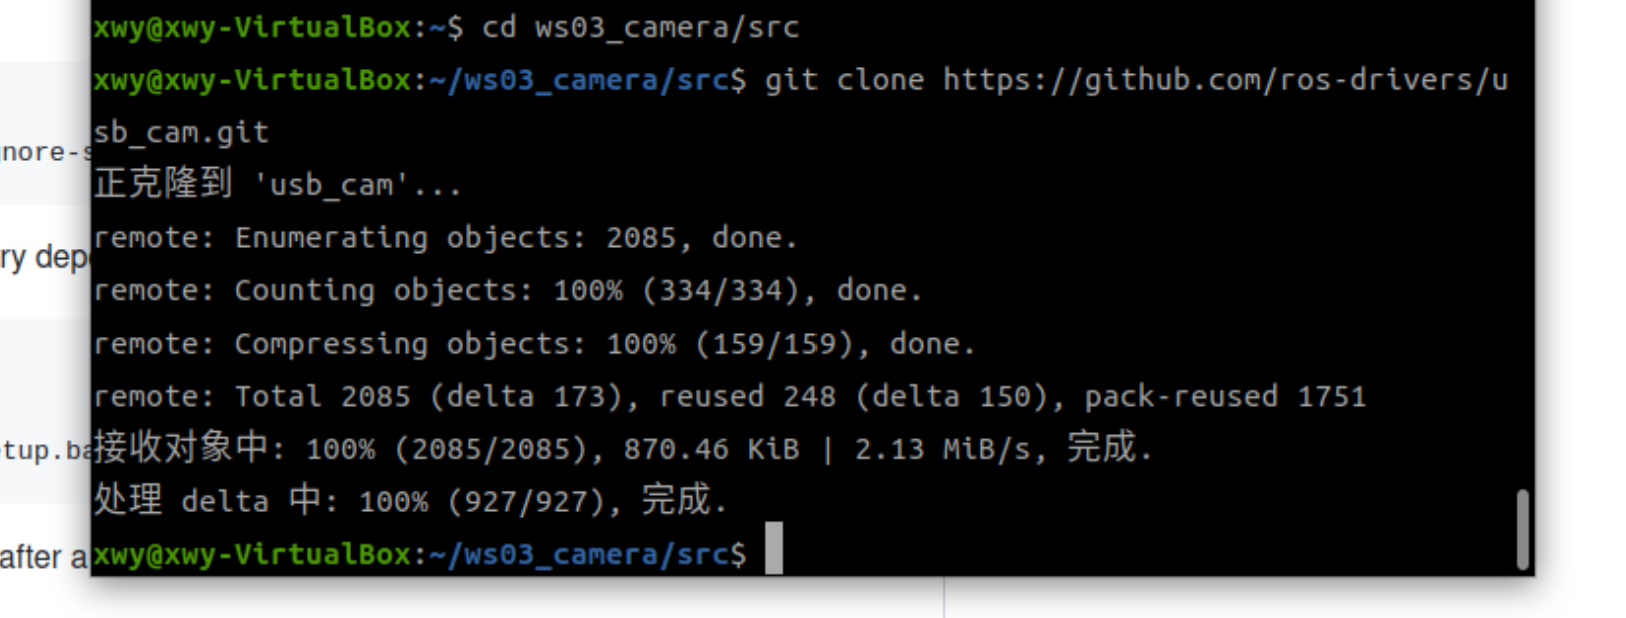 xwy@xwy-VirtualBox:~$ cd ws03_camera/src
xwy@xwy-VirtualBox:~/ws03_camera/src$ git clone https://github.com/ros-drivers/u
sb_cam.git
正克隆到 'usb_cam'...
remote: Enumerating objects: 2085, done.
remote: Counting objects: 100% (334/334), done.
remote: Compressing objects: 100% (159/159), done.
remote: Total 2085 (delta 173), reused 248 (delta 150), pack-reused 1751
接收对象中: 100% (2085/2085), 870.46 KiB | 2.13 MiB/s, 完成.
处理 delta 中: 100% (927/927), 完成.
xwy@xwy-VirtualBox:~/ws03_camera/src$
nore-s
ry dep
tup.ba
after a